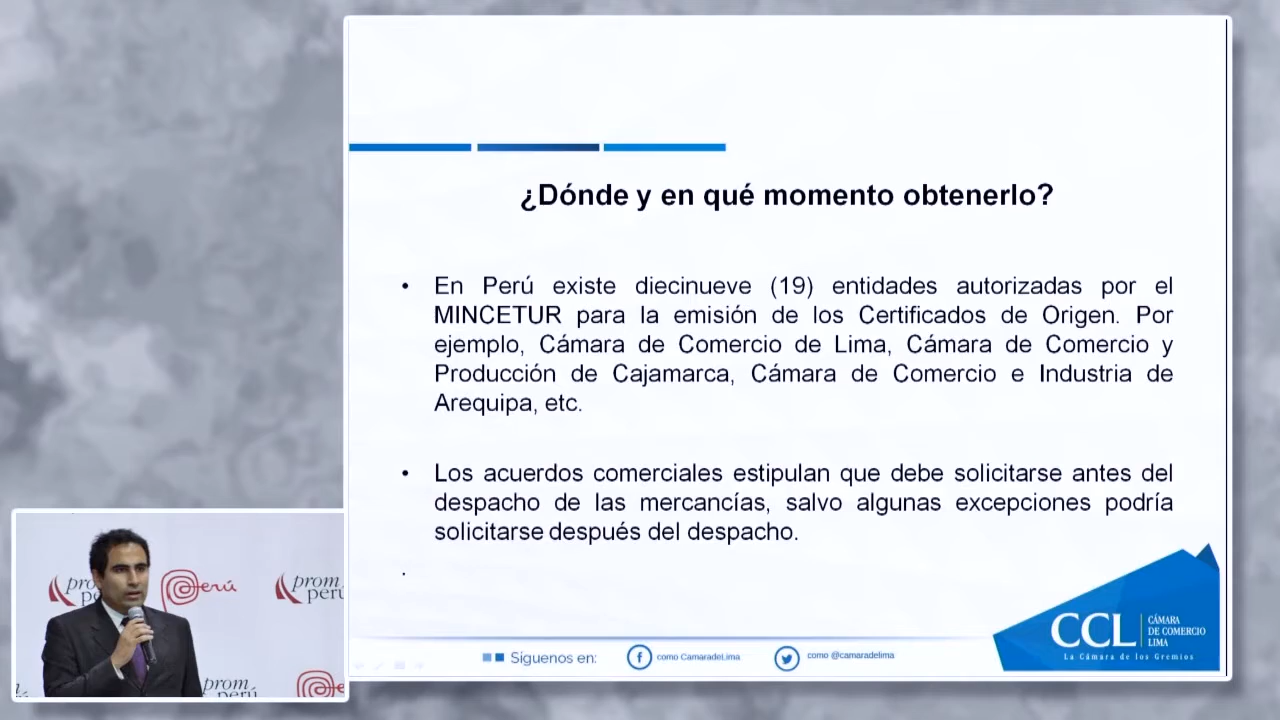 ¿Dónde y en qué momento obtenerlo?
• En Perú existe diecinueve (19) entidades autorizadas por el
MINCETUR para la emisión de los Certificados de Origen. Por
ejemplo, Cámara de Comercio de Lima, Cámara de Comercio y
Producción de Cajamarca, Cámara de Comercio e Industria de
Arequipa, etc.
• Los acuerdos comerciales estipulan que debe solicitarse antes del
despacho de las mercancías, salvo algunas excepciones podría
solicitarse después del despacho.
.
Síguenos en:
como CamaradeLima
como @camaradelima
CCL
CÁMARA
DE COMERCIO
LIMA
La Cámara de los Gremios
Perú
prom
perú
prom
perú